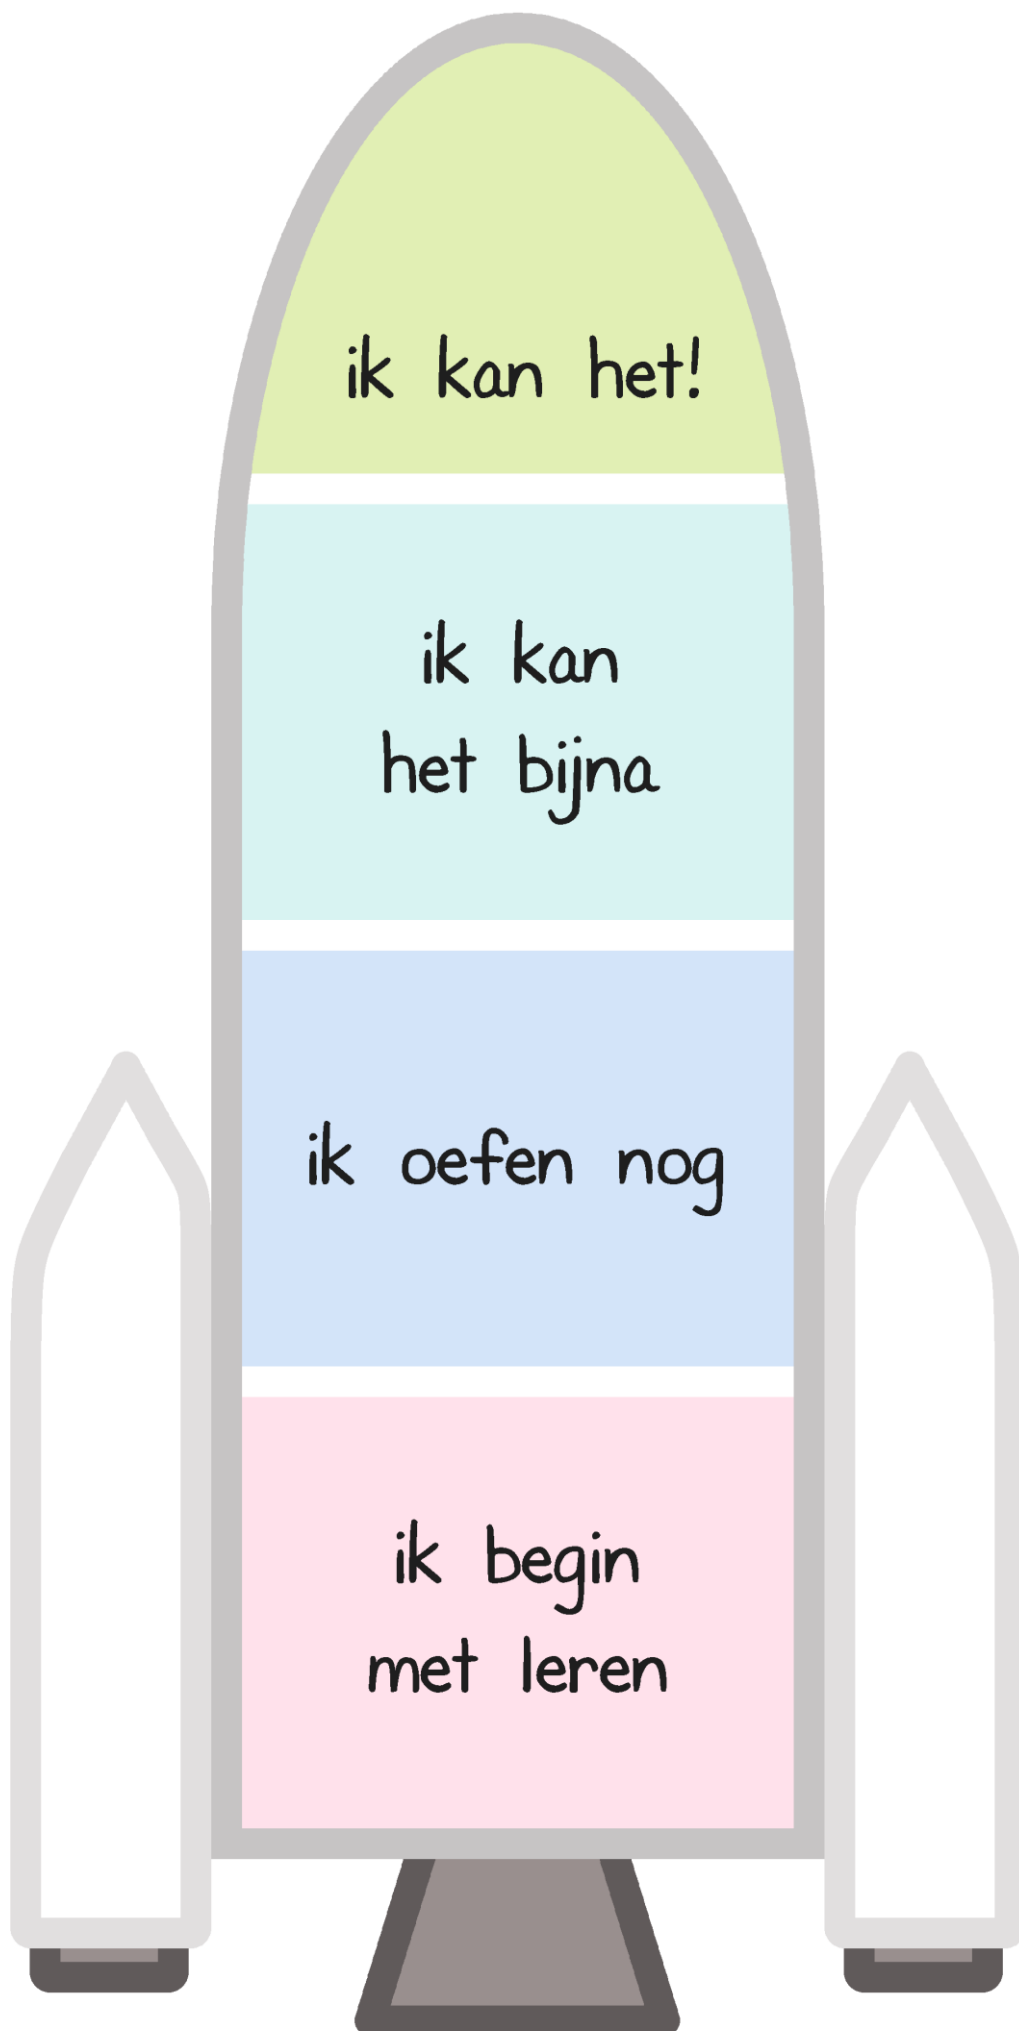 ik kan het!
ik kan
het bijna
ik oefen nog
ik begin
met leren